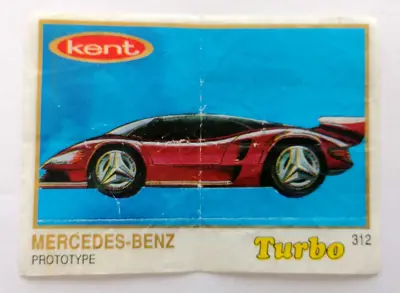 kent.
MERCEDES-BENZ
PROTOTYPE
Turbo
312